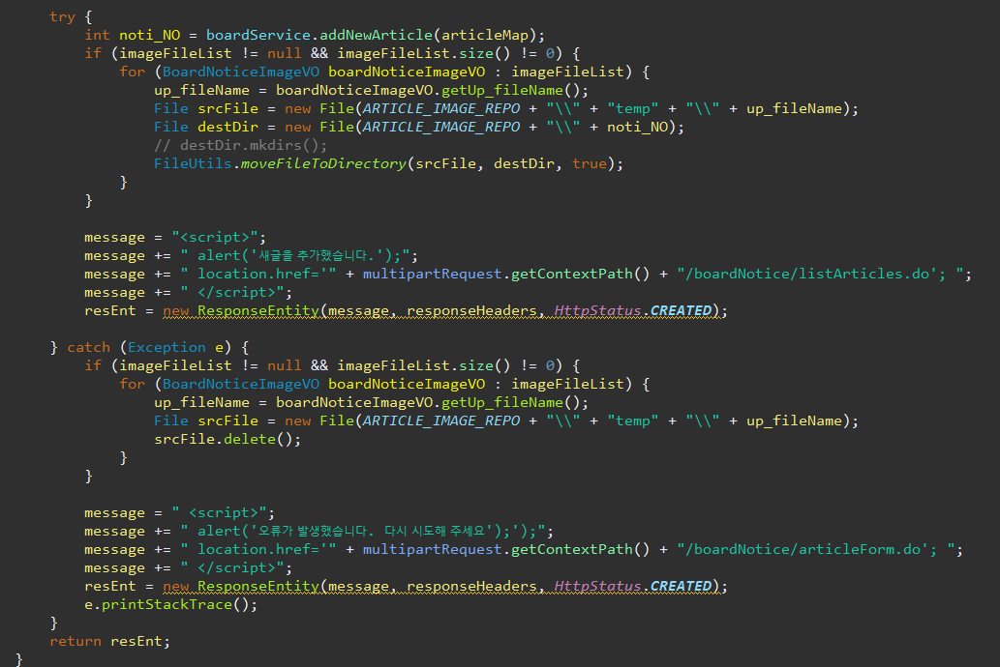 try {
int noti_NO = boardService.addNewArticle(articleMap);
if (imageFileList != null && imageFileList.size() != 0) {
for (BoardNoticeImageVO boardNoticeImageVO : imageFileList) {
up_fileName = boardNoticeImageVO.getUp_fileName();
File srcFile = new File(ARTICLE_IMAGE_REPO + "\\" + "temp" + "\\" + up_fileName);
File destDir = new File(ARTICLE_IMAGE_REPO + "\\" + noti_NO);
// destDir.mkdirs();
FileUtils.moveFileToDirectory(srcFile, destDir, true);
}
}
message = "<script>";
message += " alert('새글을 추가했습니다.');";
message += " location.href='" + multipartRequest.getContextPath() + "/boardNotice/listArticles.do'; ";
message += " </script>";
resEnt = new ResponseEntity(message, responseHeaders, HttpStatus.CREATED);
} catch (Exception e) {
if (imageFileList != null && imageFileList.size() != 0) {
for (BoardNoticeImageVO boardNoticeImageVO : imageFileList) {
up_fileName = boardNoticeImageVO.getUp_fileName();
File srcFile = new File(ARTICLE_IMAGE_REPO + "\\" + "temp" + "\\" + up_fileName);
srcFile.delete();
}
}
message = " <script>";
message += " alert('오류가 발생했습니다. 다시 시도해 주세요');');";
message += " location.href='" + multipartRequest.getContextPath() + "/boardNotice/articleForm.do'; ";
message += " </script>";
resEnt = new ResponseEntity(message, responseHeaders, HttpStatus.CREATED);
e.printStackTrace();
}
return resEnt;
}